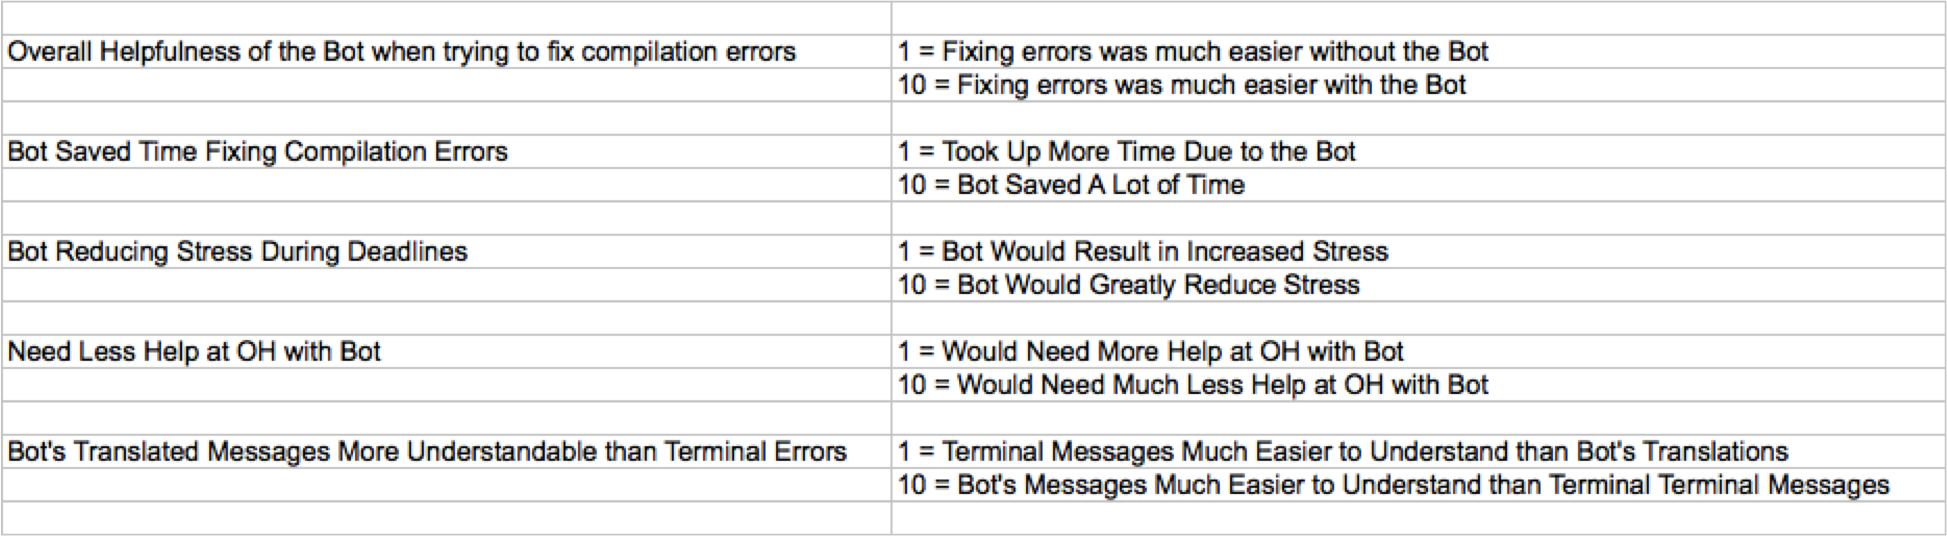 Overall Helpfulness of the Bot when trying to fix compilation errors 1 = Fixing errors was much easier without the Bot
10 = Fixing errors was much easier with the Bot
Bot Saved Time Fixing Compilation Errors 1 = Took Up More Time Due to the Bot
10 = Bot Saved A Lot of Time
Bot Reducing Stress During Deadlines 1 = Bot Would Result in Increased Stress
10 = Bot Would Greatly Reduce Stress
Need Less Help at OH with Bot 1 = Would Need More Help at OH with Bot
10 = Would Need Much Less Help at OH with Bot
Bot's Translated Messages More Understandable than Terminal Errors 1 = Terminal Messages Much Easier to Understand than Bot's Translations
10 = Bot's Messages Much Easier to Understand than Terminal Terminal Messages